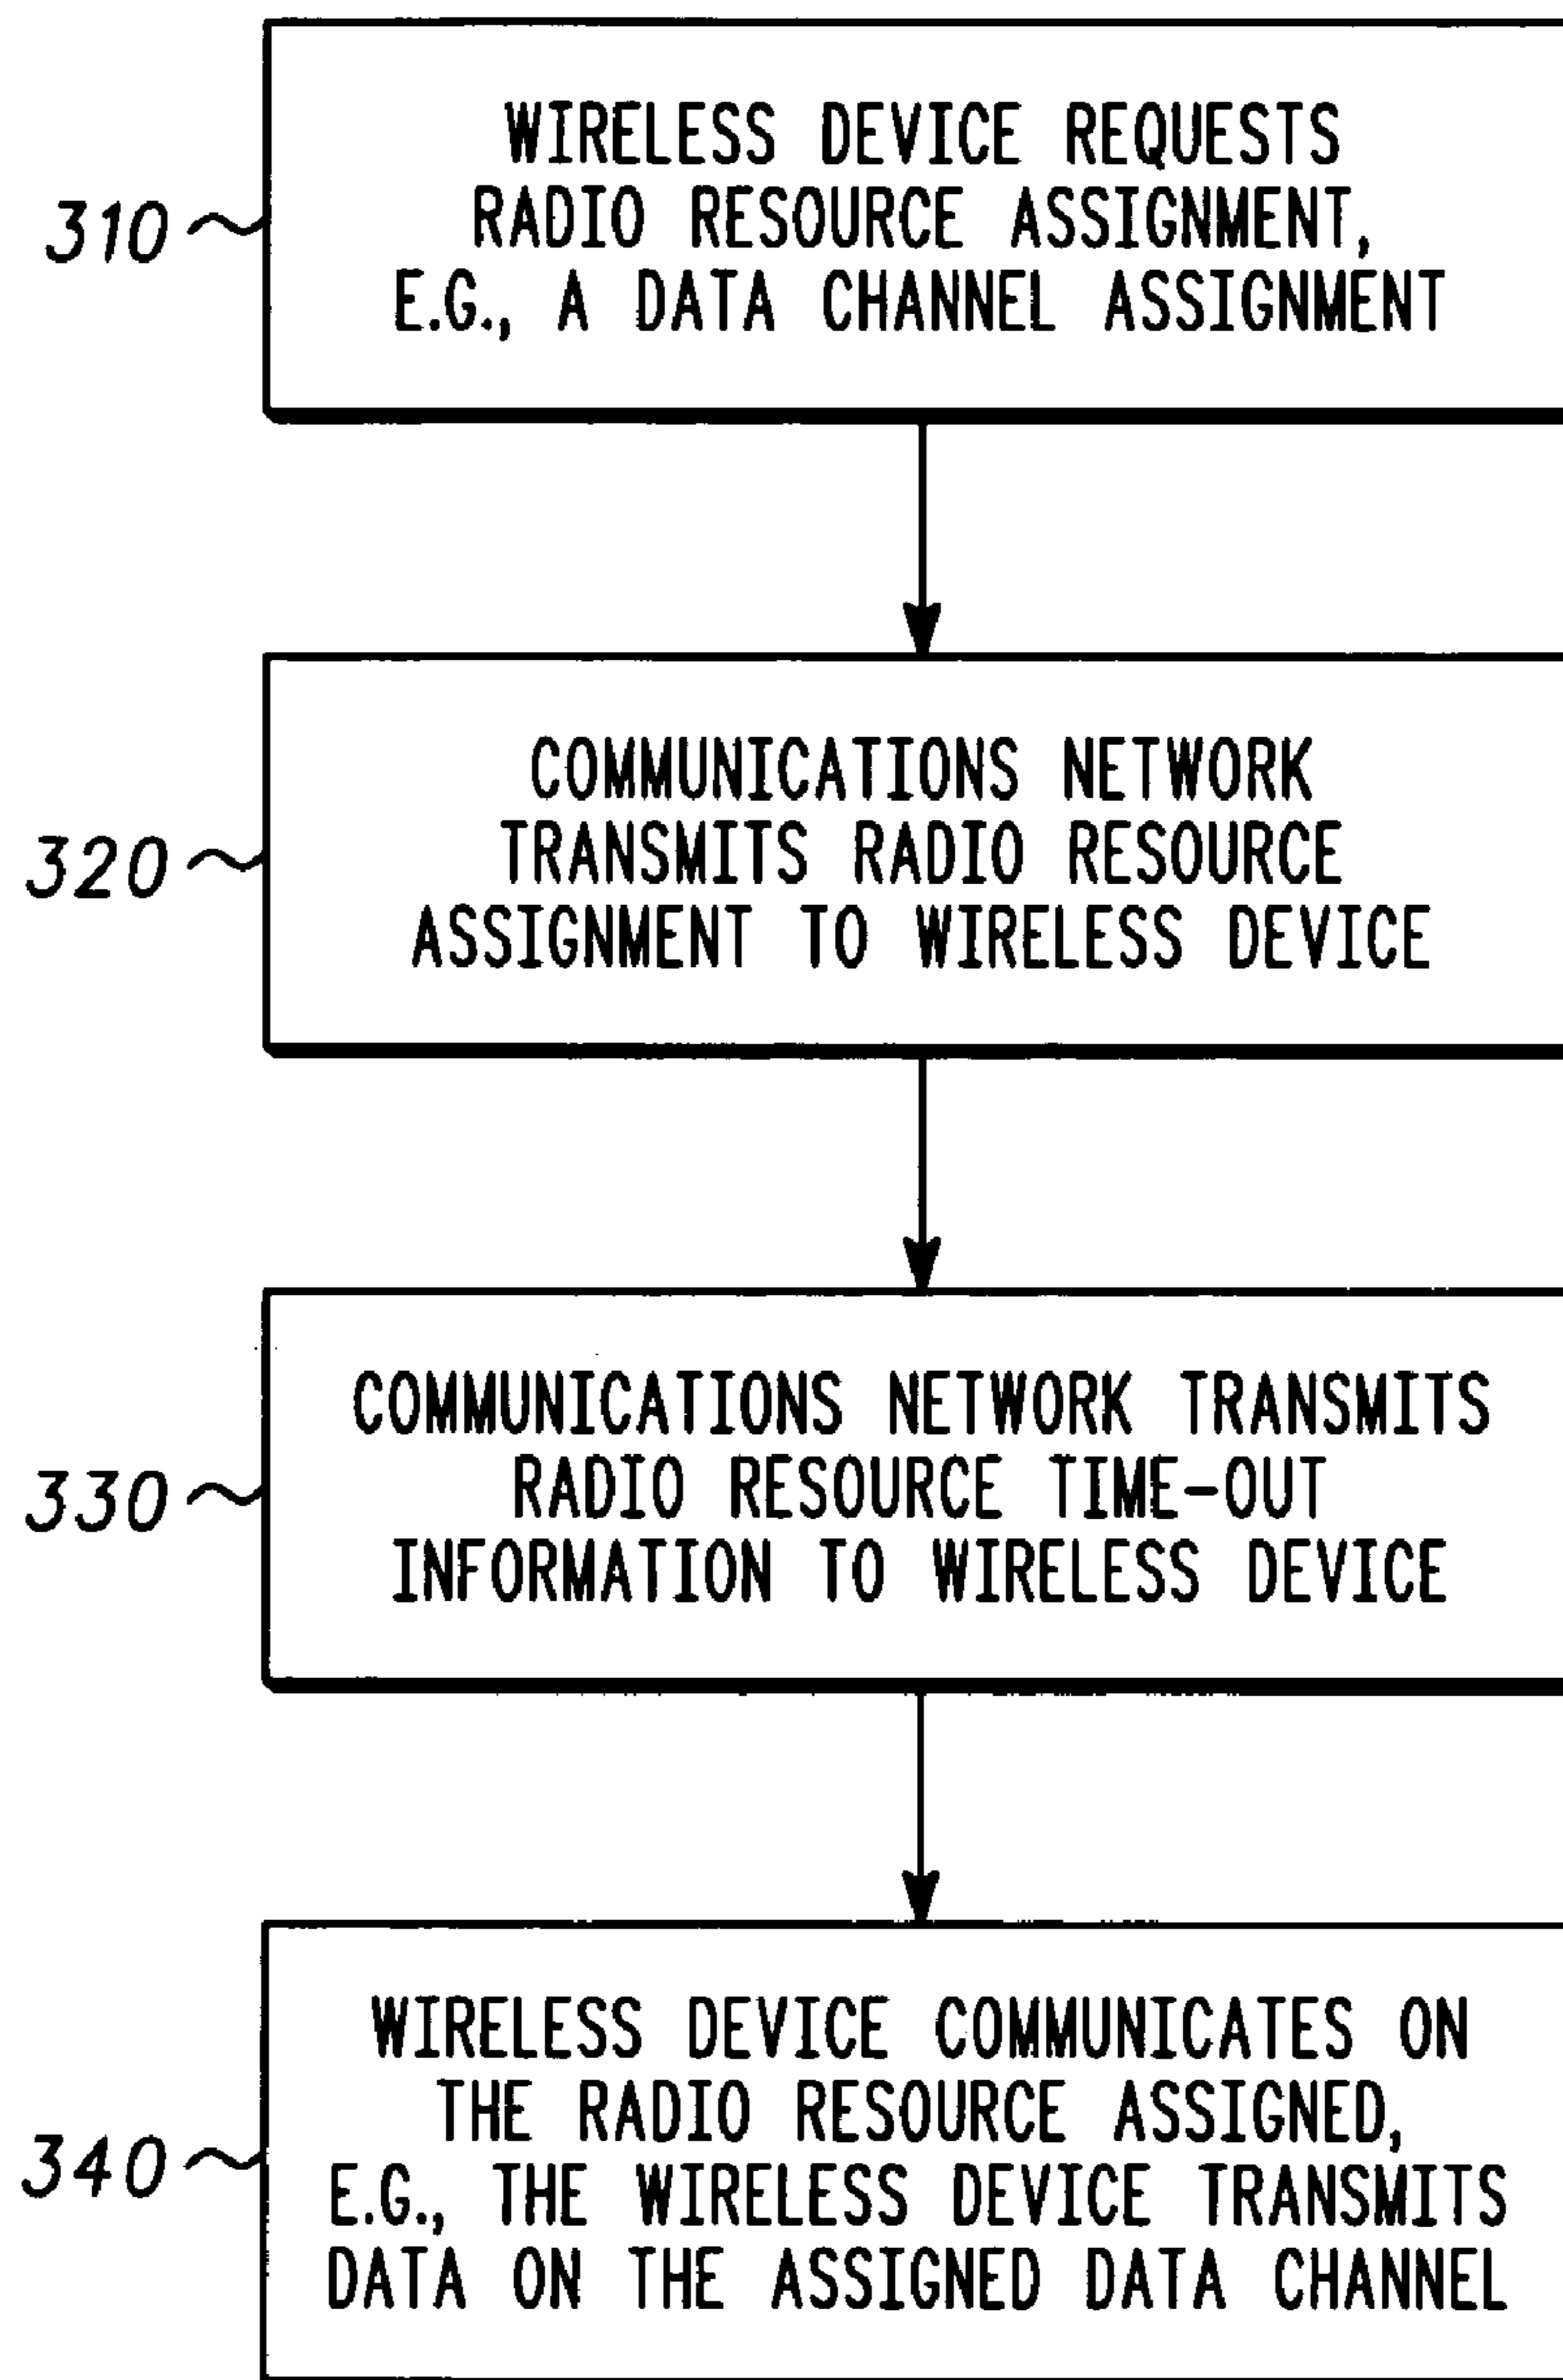 310
WIRELESS DEVICE REQUESTS
RADIO RESOURCE ASSIGNMENT,
E.G., A DATA CHANNEL ASSIGNMENT
320
COMMUNICATIONS NETWORK
TRANSMITS RADIO RESOURCE
ASSIGNMENT TO WIRELESS DEVICE
330
COMMUNICATIONS NETWORK TRANSMITS
RADIO RESOURCE TIME-OUT
INFORMATION TO WIRELESS DEVICE
340
WIRELESS DEVICE COMMUNICATES ON
THE RADIO RESOURCE ASSIGNED,
E.G., THE WIRELESS DEVICE TRANSMITS
DATA ON THE ASSIGNED DATA CHANNEL